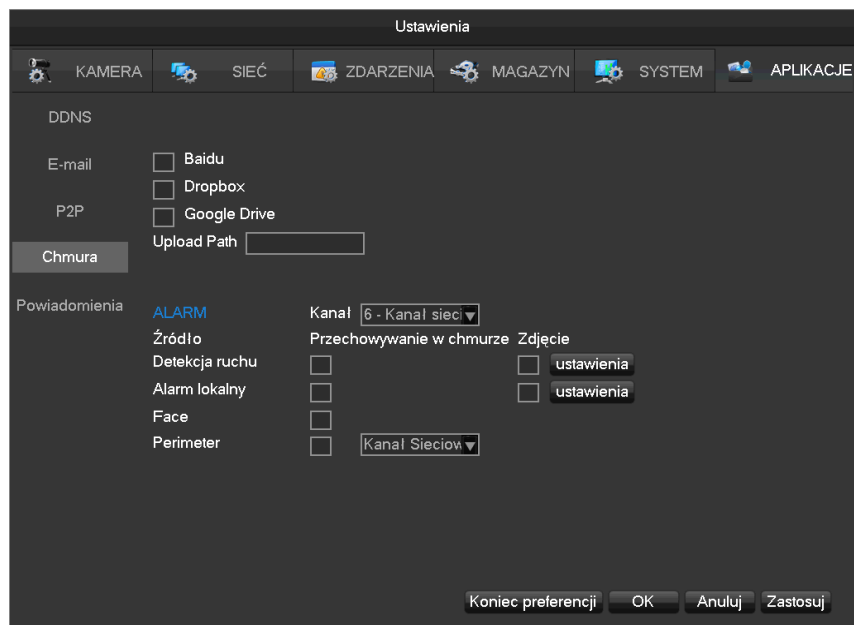 Ustawienia
KAMERA SIEĆ ZDARZENIA MAGAZYN SYSTEM APLIKACJE
DDNS
E-mail
P2P
Chmura
Powiadomienia
Baidu
Dropbox
Google Drive
Upload Path
ALARM Kanał 6 - Kanał sieci
Źródło Przechowywanie w chmurze Zdjęcie
Detekcja ruchu ustawienia
Alarm lokalny ustawienia
Face
Perimeter Kanał Sieciow
Koniec preferencji OK Anuluj Zastosuj